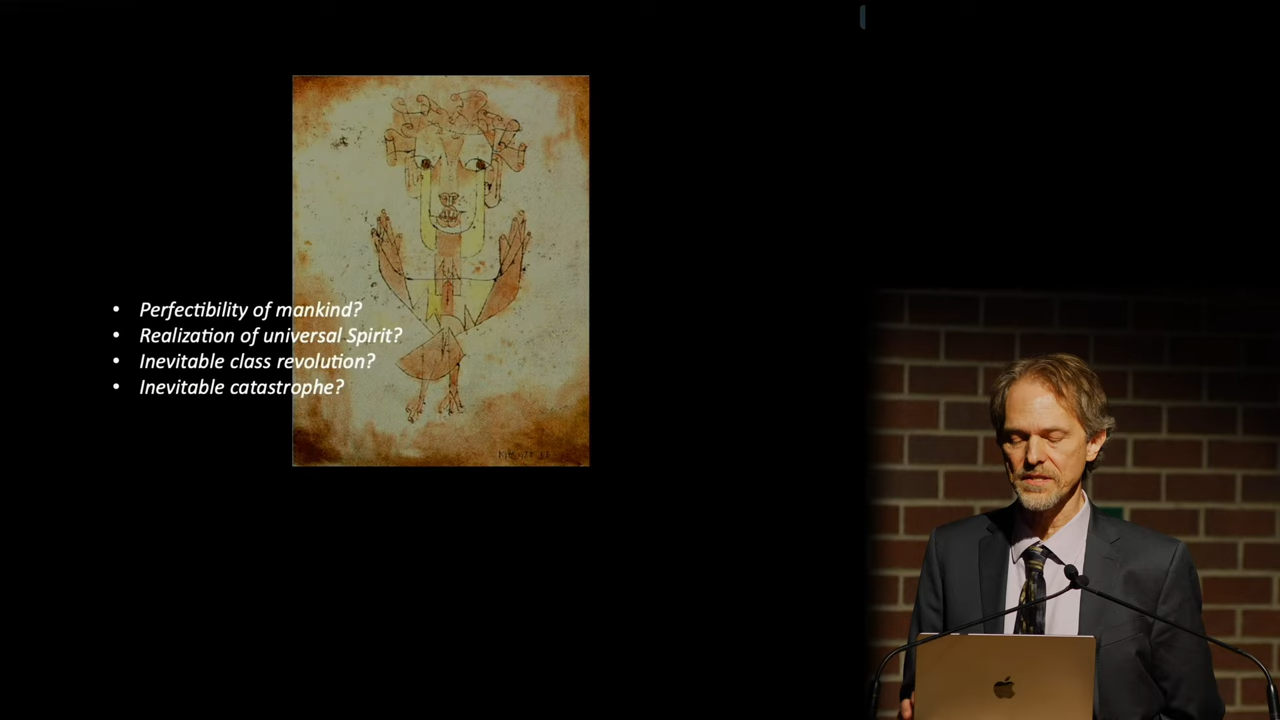 • Perfectibility of mankind?
• Realization of universal Spirit?
• Inevitable class revolution?
• Inevitable catastrophe?